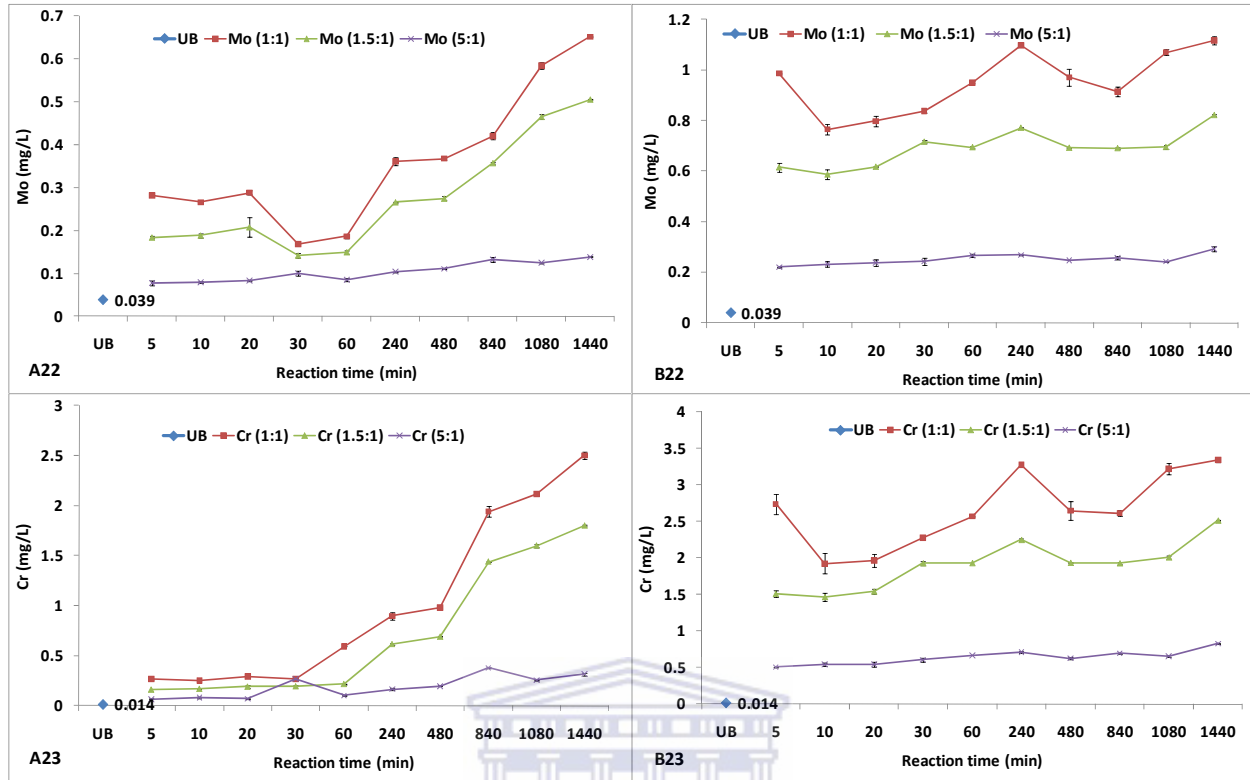 0.7
0.6
0.5
0.4
0.3
0.2
0.1
0
Mo (mg/L)
UB Mo (1:1) Mo (1.5:1) Mo (5:1)
0.039
UB 5 10 20 30 60 240 480 840 1080 1440
Reaction time (min)
A22
1.2
1
0.8
0.6
0.4
0.2
0
Mo (mg/L)
UB Mo (1:1) Mo (1.5:1) Mo (5:1)
0.039
UB 5 10 20 30 60 240 480 840 1080 1440
Reaction time (min)
B22
3
2.5
2
1.5
1
0.5
0
Cr (mg/L)
UB Cr (1:1) Cr (1.5:1) Cr (5:1)
0.014
UB 5 10 20 30 60 240 480 840 1080 1440
Reaction time (min)
A23
4
3.5
3
2.5
2
1.5
1
0.5
0
Cr (mg/L)
UB Cr (1:1) Cr (1.5:1) Cr (5:1)
0.014
UB 5 10 20 30 60 240 480 840 1080 1440
Reaction time (min)
B23